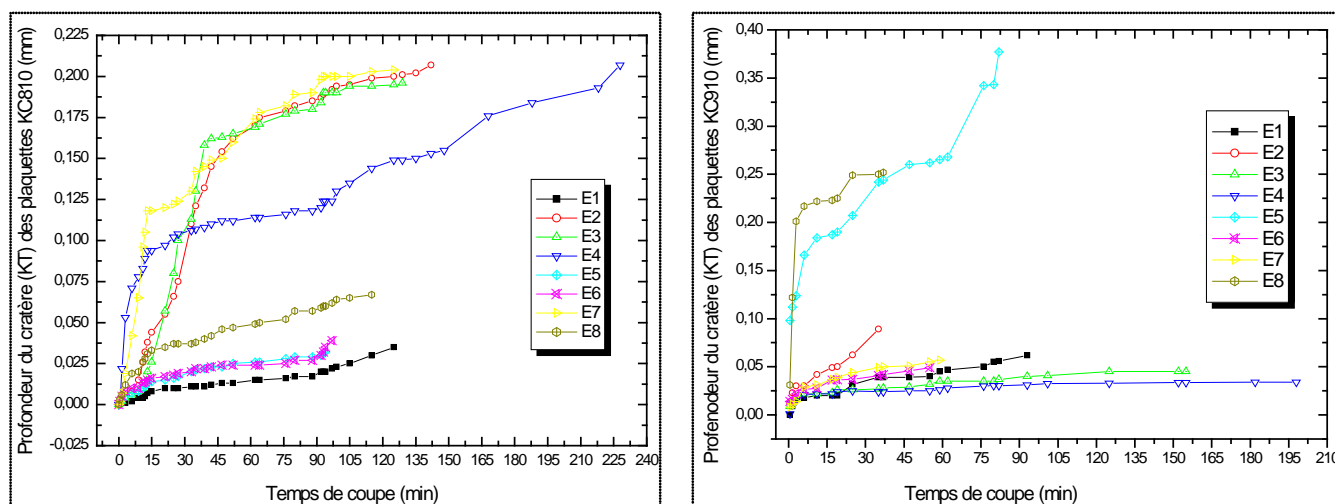 Profondeur du cratère (KT) des plaquettes KC810 (mm)
0,225
0,200
0,175
0,150
0,125
0,100
0,075
0,050
0,025
0,000
-0,025
E1
E2
E3
E4
E5
E6
E7
E8
0 15 30 45 60 75 90 105 120 135 150 165 180 195 210 225 240
Temps de coupe (min)
Profenodeur du cratère (KT) des plaquettes KC910 (mm)
0,40
0,35
0,30
0,25
0,20
0,15
0,10
0,05
0,00
E1
E2
E3
E4
E5
E6
E7
E8
0 15 30 45 60 75 90 105 120 135 150 165 180 195 210
Temps de coupe (min)